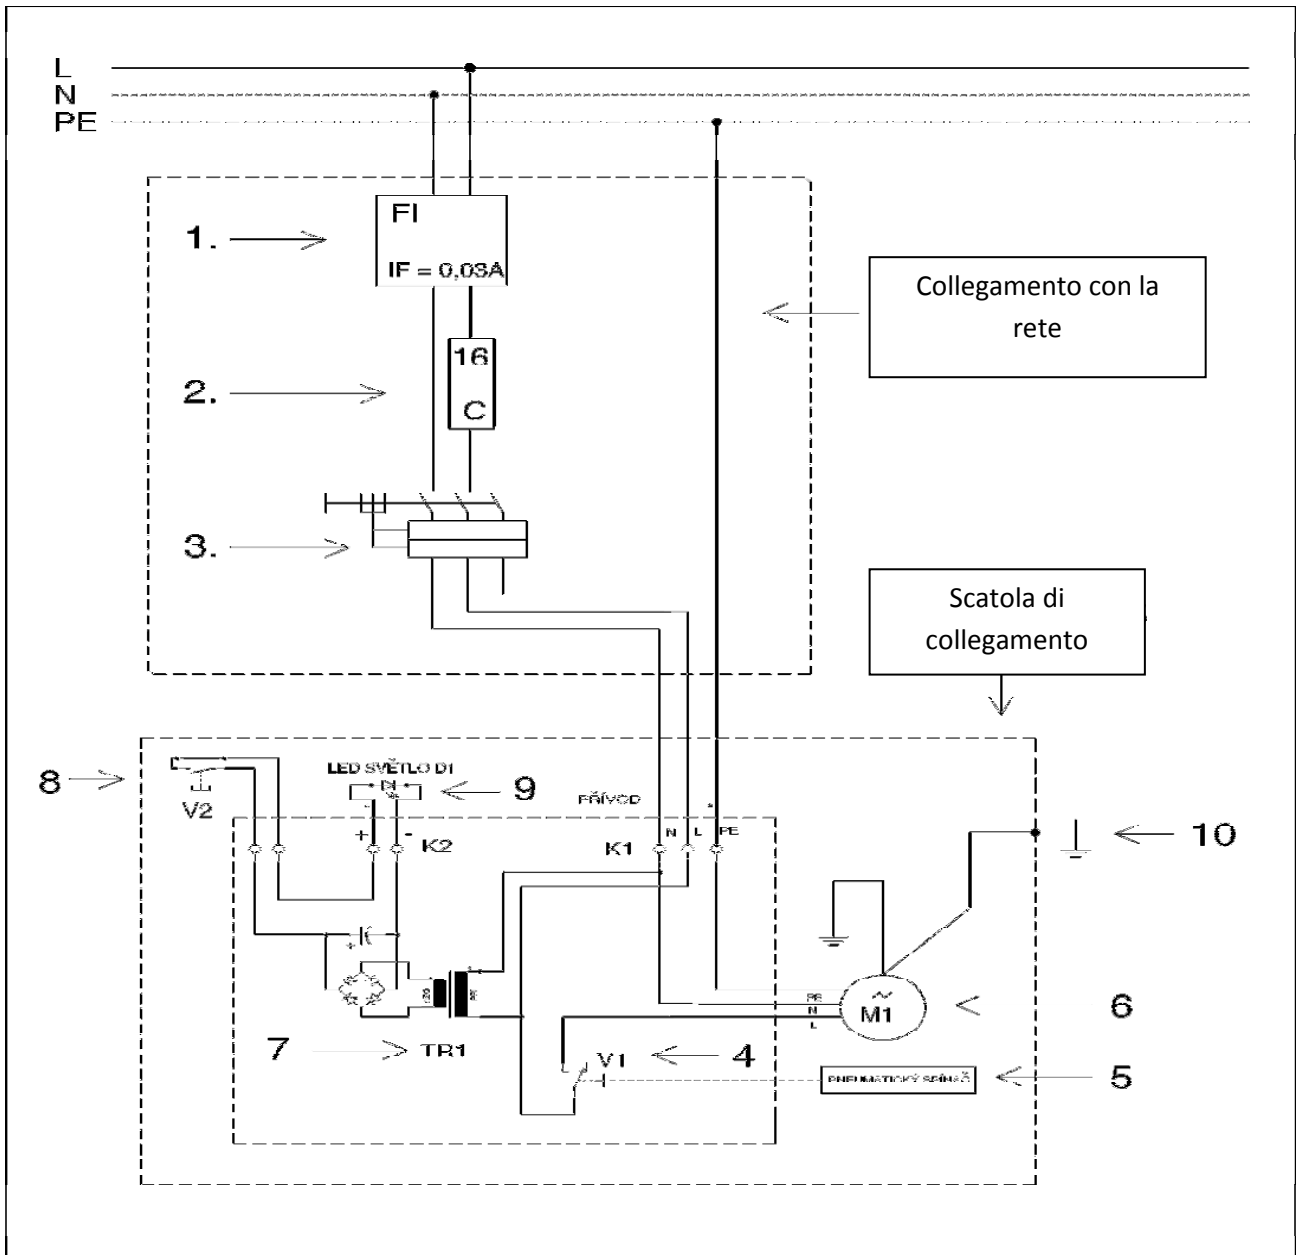 L
N
PE
FI
1.
IF = 0,03A
Collegamento con la
rete
16
2.
C
3.
Scatola di
collegamento
8
LED SVĚTLO D1
9
V2
PŘÍVOD
+ -
K2
K1
N L PE
10
+
M1
6
N
L
7
TR1
V1
4
5
PNEUMATICKÝ SPÍNAČ